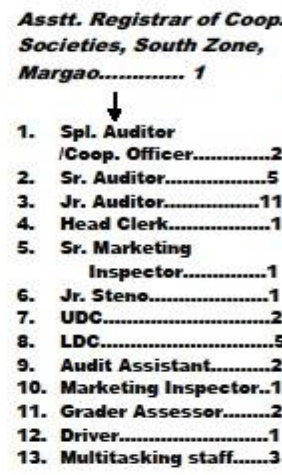 Asstt. Registrar of Coop.
Societies, South Zone,
Margao............. 1
1. Spl. Auditor
/Coop. Officer.............2
2. Sr. Auditor.................5
3. Jr. Auditor................11
4. Head Clerk..................1
5. Sr. Marketing
Inspector..............1
6. Jr. Steno.....................1
7. UDC............................2
8. LDC.............................5
9. Audit Assistant..........2
10. Marketing Inspector..1
11. Grader Assessor........2
12. Driver.........................1
13. Multitasking staff......3